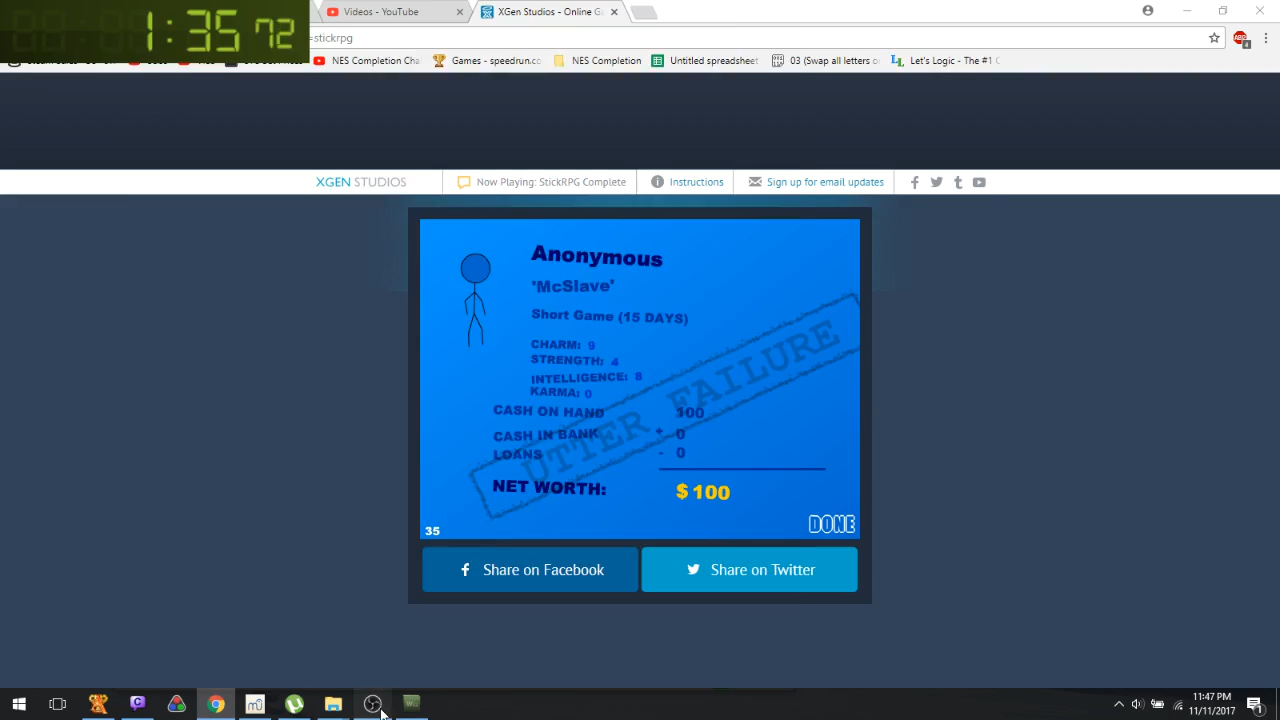 1:35 72
Videos - YouTube
XGen Studios - Online Ga
=stickrpg
ABP
4
NES Completion Cha
Games - speedrun.co
NES Completion
Untitled spreadsheet
03 (Swap all letters o
Let's Logic - The #1 C
XGEN STUDIOS
Now Playing: StickRPG Complete
Instructions
Sign up for email updates
Anonymous
'McSlave'
Short Game (15 DAYS)
CHARM: 9
STRENGTH: 4
INTELLIGENCE: 8
KARMA: 0
CASH ON HAND 100
CASH IN BANK + 0
LOANS - 0
UTTER FAILURE
NET WORTH: $100
35
DONE
Share on Facebook
Share on Twitter
11:47 PM
11/11/2017